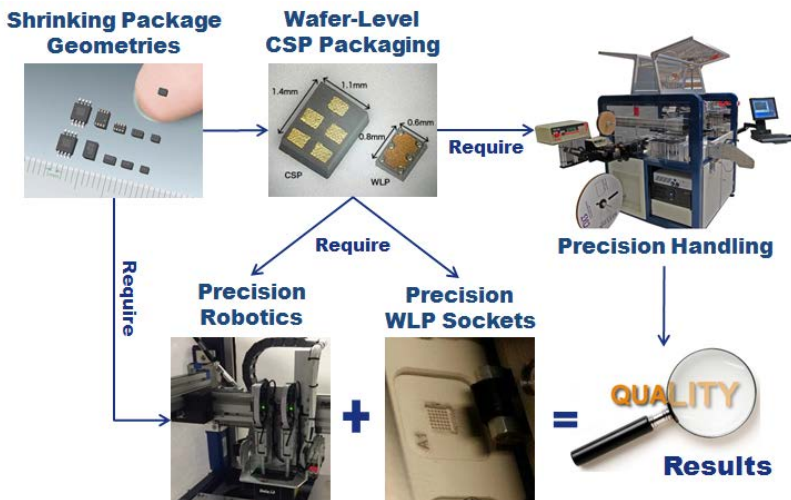 Shrinking Package
Geometries
Wafer-Level
CSP Packaging
1.4mm
1.1mm
0.8mm
0.6mm
CSP
WLP
Require
Require
Require
Precision Handling
Precision
Robotics
Precision
WLP Sockets
A1
+
=
QUALITY
Results